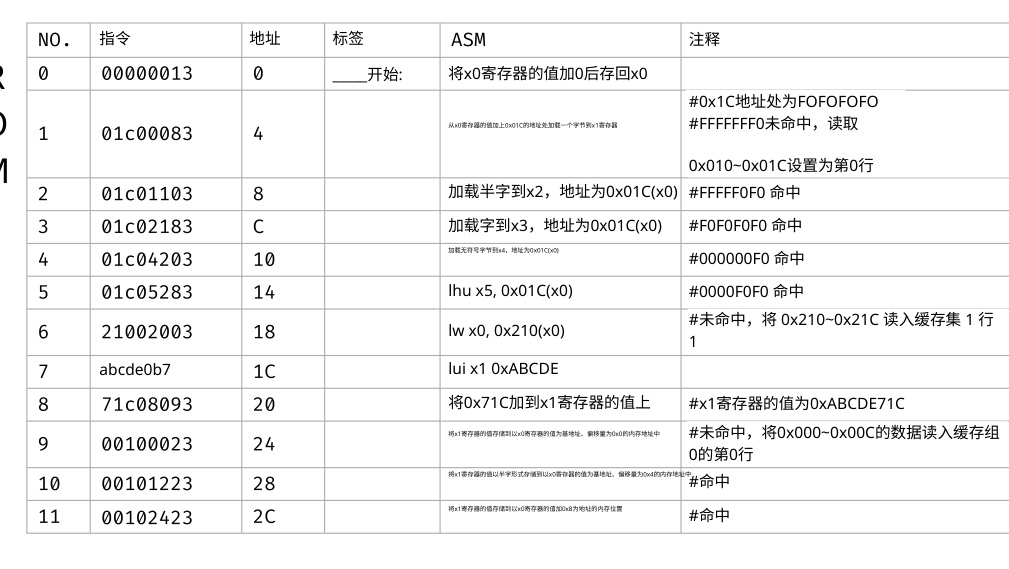 R
O
M
NO. 指令 地址 标签 ASM 注释
0 00000013 0 ____开始: 将x0寄存器的值加0后存回x0
1 01c00083 4 从x0寄存器的值加上0x01C的地址处加载一个字节到x1寄存器 #0x1C地址处为FOFOFOFO
#FFFFFFF0未命中，读取
0x010~0x01C设置为第0行
2 01c01103 8 加载半字到x2，地址为0x01C(x0) #FFFFF0F0 命中
3 01c02183 C 加载字到x3，地址为0x01C(x0) #F0F0F0F0 命中
4 01c04203 10 加载无符号字节到x4，地址为0x01C(x0) #000000F0 命中
5 01c05283 14 lhu x5, 0x01C(x0) #0000F0F0 命中
6 21002003 18 lw x0, 0x210(x0) #未命中，将 0x210~0x21C 读入缓存集 1 行
1
7 abcde0b7 1C lui x1 0xABCDE
8 71c08093 20 将0x71C加到x1寄存器的值上 #x1寄存器的值为0xABCDE71C
9 00100023 24 将x1寄存器的值存储到以x0寄存器的值为基地址、偏移量为0x0的内存地址中 #未命中，将0x000~0x00C的数据读入缓存组
0的第0行
10 00101223 28 将x1寄存器的值以半字形式存储到以x0寄存器的值为基地址、偏移量为0x4的内存地址中 #命中
11 00102423 2C 将x1寄存器的值存储到以x0寄存器的值加0x8为地址的内存位置 #命中